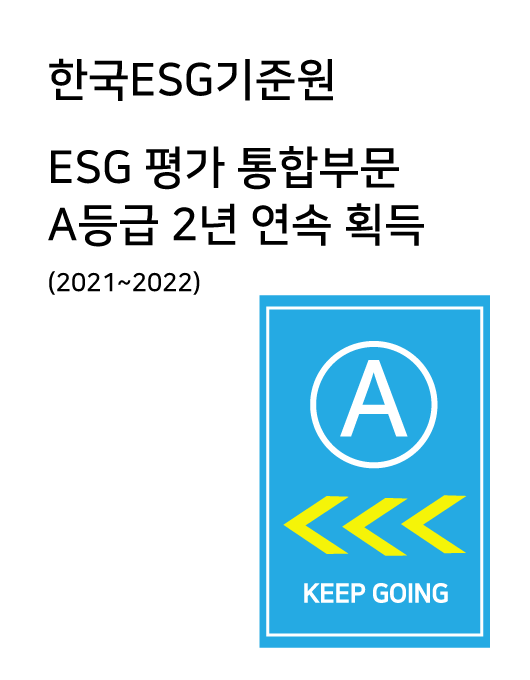 한국ESG기준원
ESG 평가 통합부문
A등급 2년 연속 획득
(2021~2022)
A
KEEP GOING